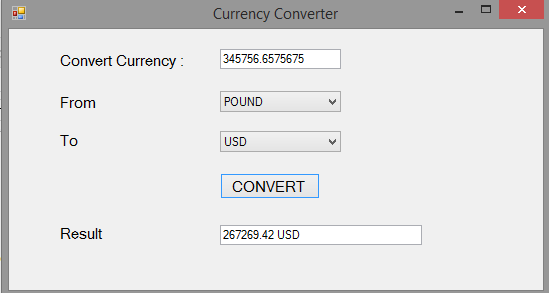 Currency Converter
Convert Currency : 345756.6575675
From POUND
To USD
CONVERT
Result 267269.42 USD